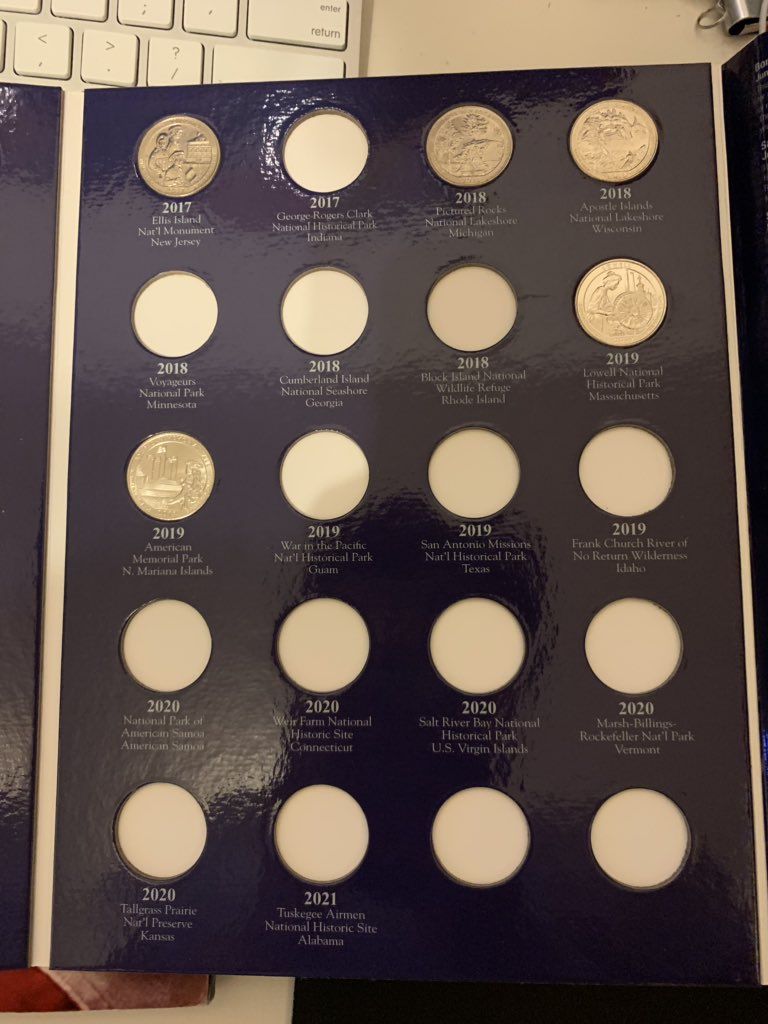 enter
return
<
>
?
/
,
.
;
2017
Ellis Island
Nat'l Monument
New Jersey
2017
George Rogers Clark
National Historical Park
Indiana
2018
Pictured Rocks
National Lakeshore
Michigan
2018
Apostle Islands
National Lakeshore
Wisconsin
2018
Voyageurs
National Park
Minnesota
2018
Cumberland Island
National Seashore
Georgia
2018
Block Island National
Wildlife Refuge
Rhode Island
2019
Lowell National
Historical Park
Massachusetts
2019
American
Memorial Park
N. Mariana Islands
2019
War in the Pacific
Nat'l Historical Park
Guam
2019
San Antonio Missions
Nat'l Historical Park
Texas
2019
Frank Church River of
No Return Wilderness
Idaho
2020
National Park of
American Samoa
American Samoa
2020
Weir Farm National
Historic Site
Connecticut
2020
Salt River Bay National
Historical Park
U.S. Virgin Islands
2020
Marsh-Billings-
Rockefeller Nat'l Park
Vermont
2020
Tallgrass Prairie
Nat'l Preserve
Kansas
2021
Tuskegee Airmen
National Historic Site
Alabama